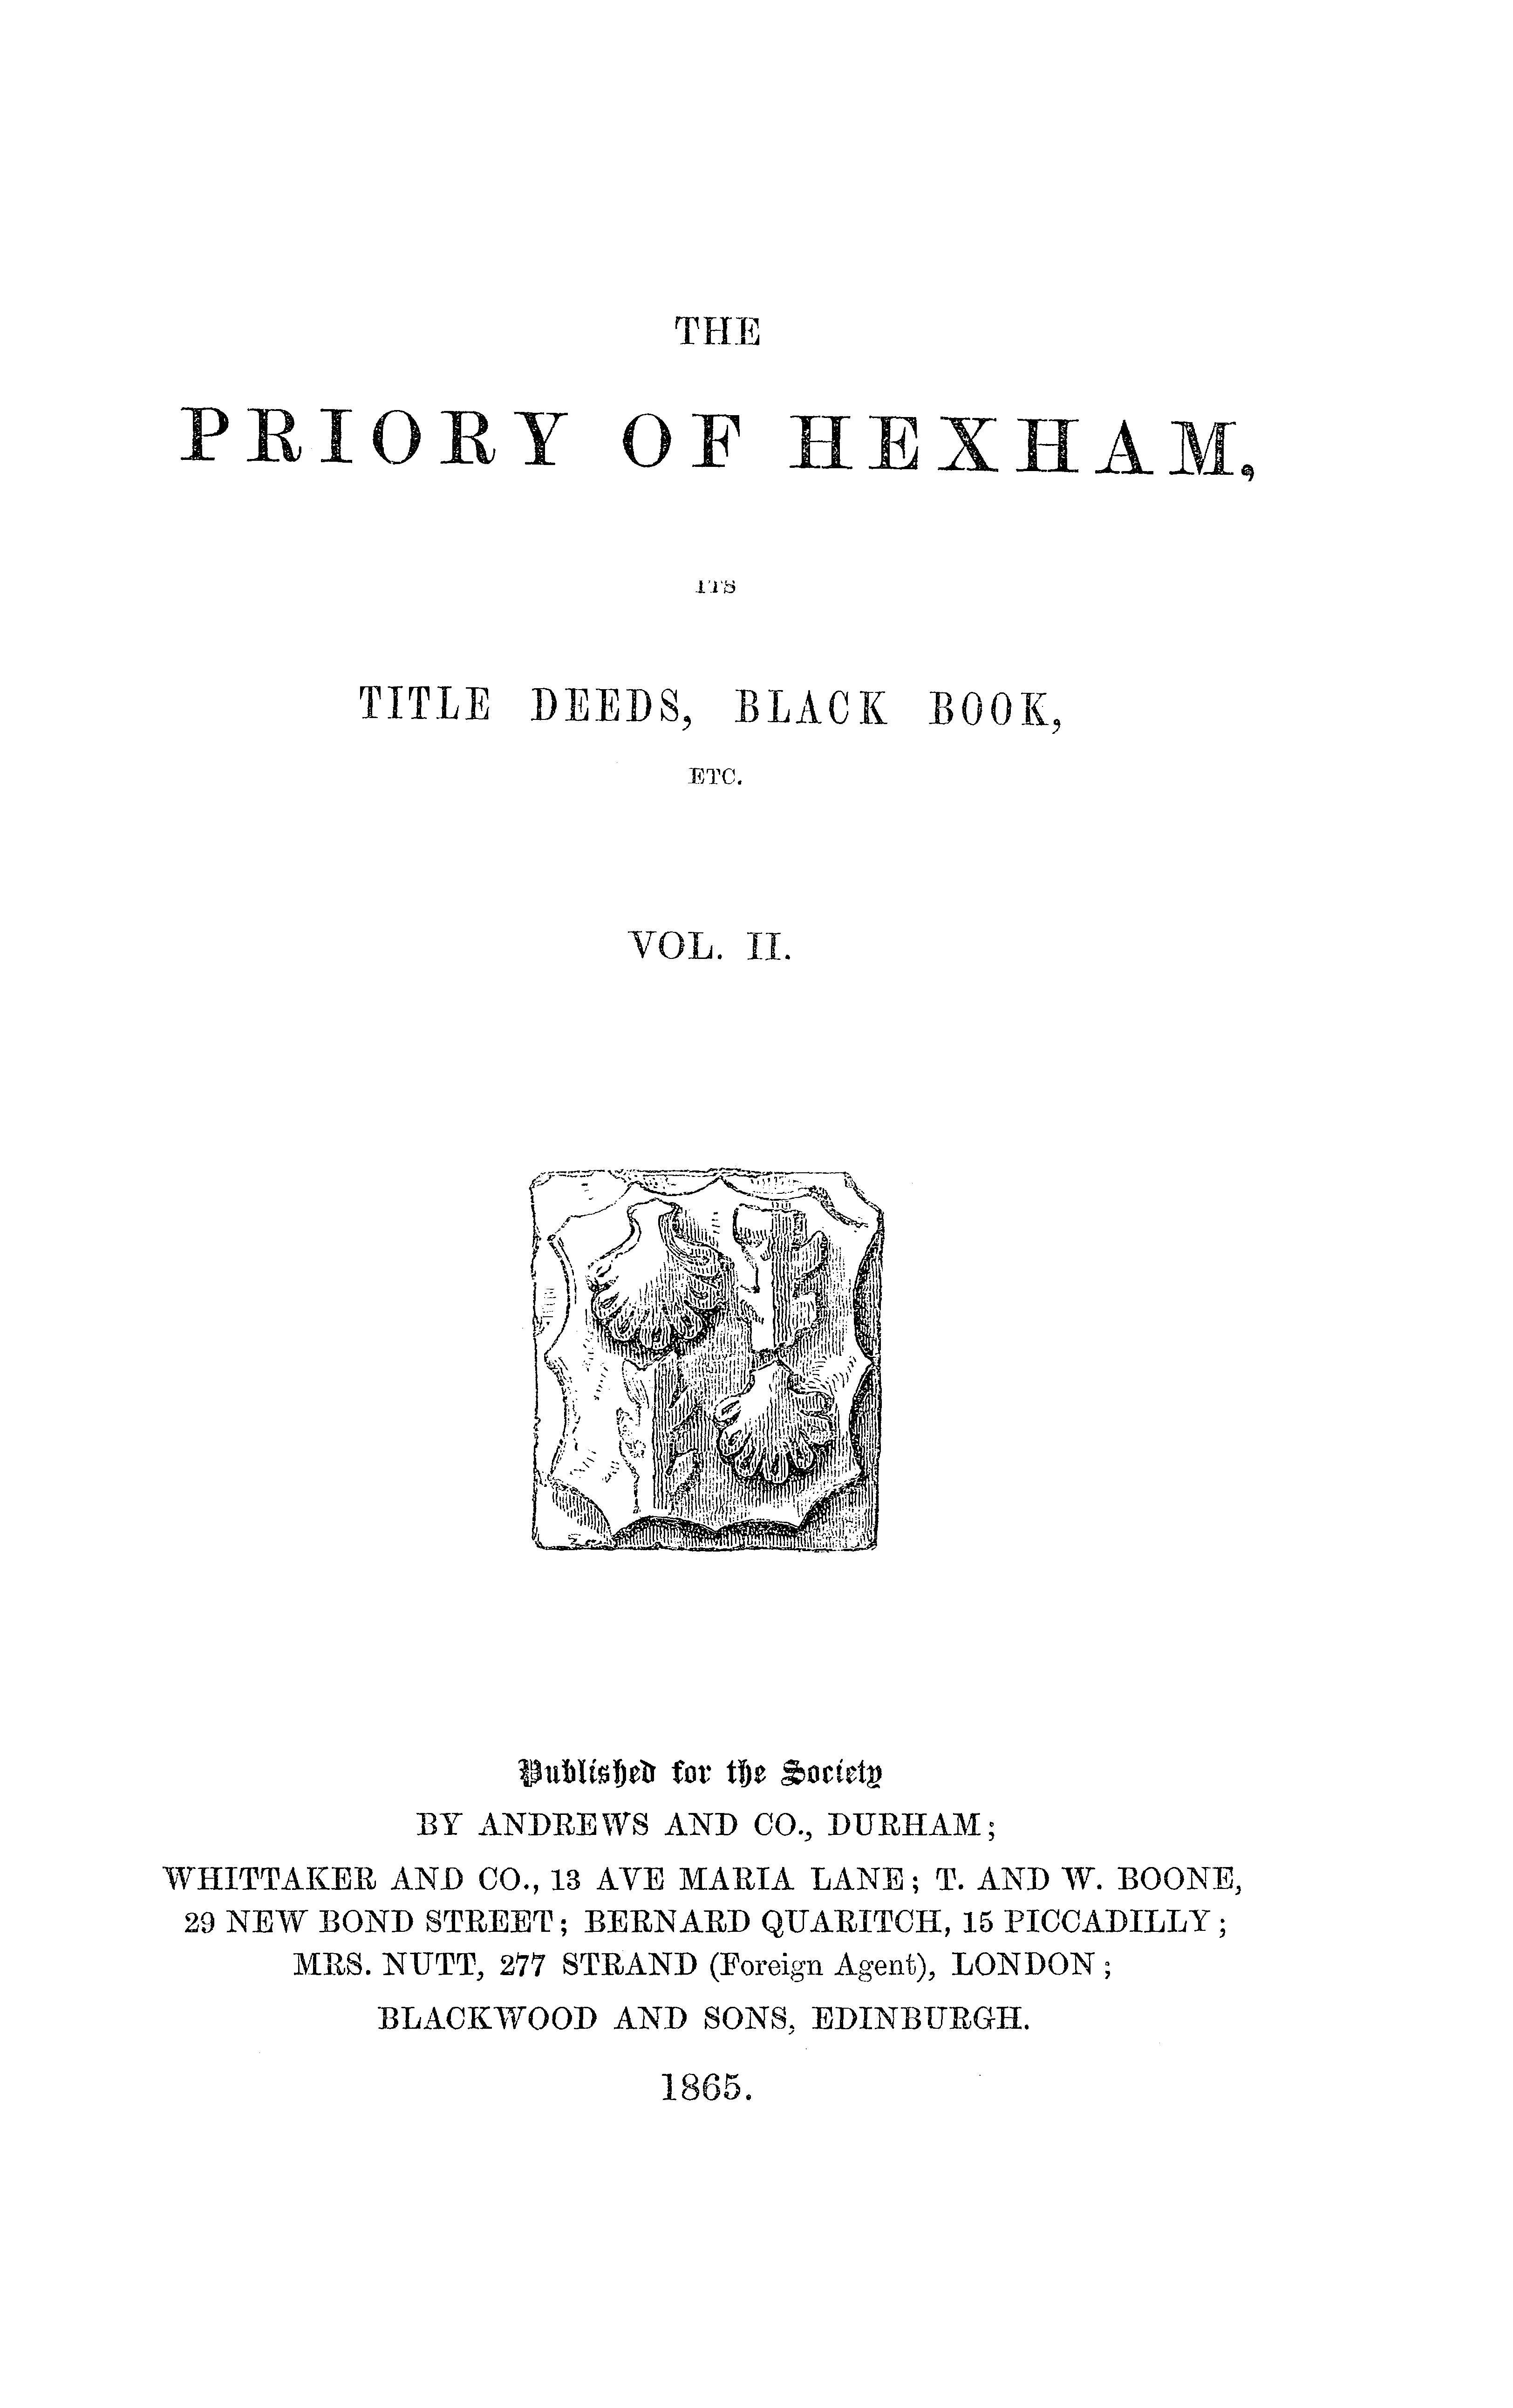 THE
PRIORY OF HEXHAM,
ITS
TITLE DEEDS, BLACK BOOK,
ETC.
VOL. II.
Published for the Society
BY ANDREWS AND CO., DURHAM;
WHITTAKER AND CO., 13 AVE MARIA LANE; T. AND W. BOONE,
29 NEW BOND STREET; BERNARD QUARITCH, 15 PICCADILLY;
MRS. NUTT, 277 STRAND (Foreign Agent), LONDON;
BLACKWOOD AND SONS, EDINBURGH.
1865.